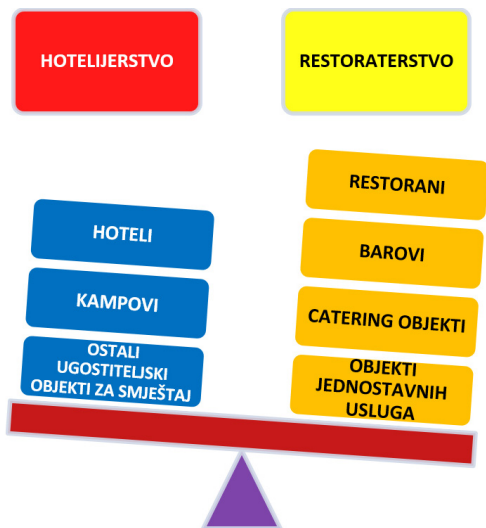 HOTELIJERSTVO
RESTORATERSTVO
HOTELI
KAMPOVI
OSTALI
UGOSTITELJSKI
OBJEKTI ZA SMJEŠTAJ
RESTORANI
BAROVI
CATERING OBJEKTI
OBJEKTI
JEDNOSTAVNIH
USLUGA